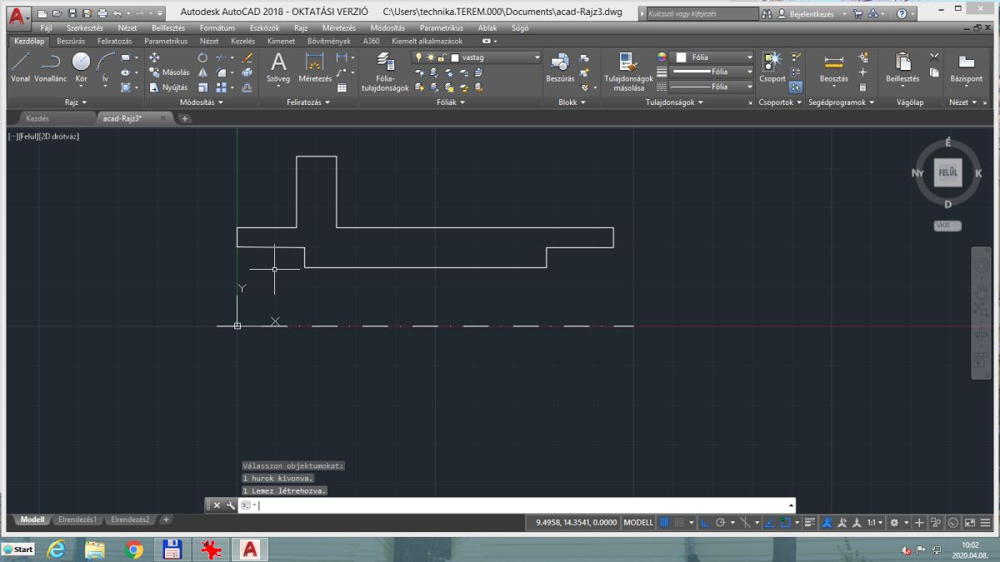 Autodesk AutoCAD 2018 - OKTATÁSI VERZIÓ C:\Users\technika.TEREM.000\Documents\acad-Rajz3.dwg
Kulcsszó vagy kifejezés
Bejelentkezés
Fájl Szerkesztés Nézet Beillesztés Formátum Eszközök Rajz Méretezés Módosítás Parametrikus Ablak Súgó
Kezdőlap Beszúrás Feliratozás Parametrikus Nézet Kezelés Kimenet Bővítmények A360 Kiemelt alkalmazások
vastag
Fólia
Másolás
Fólia
Vonal Vonallánc Kör Ív Nyújtás Szöveg Méretezés Fólia-tulajdonságok Beszúrás Tulajdonságok másolása Fólia Csoport Beosztás Beillesztés Bázispont
Rajz Módosítás Feliratozás Fóliák Blokk Tulajdonságok Csoportok Segédprogramok Vágólap Nézet
Kezdés acad-Rajz3*
[−][Felül][2D drótváz]
É
Ny FELÜL K
D
VKR
Y
X
Válasszon objektumokat:
1 hurok kivonva.
1 Lemez létrehozva.
Modell Elrendezés1 Elrendezés2
9.4958, 14.3541, 0.0000 MODELL 1:1
Start
10:02
2020.04.08.